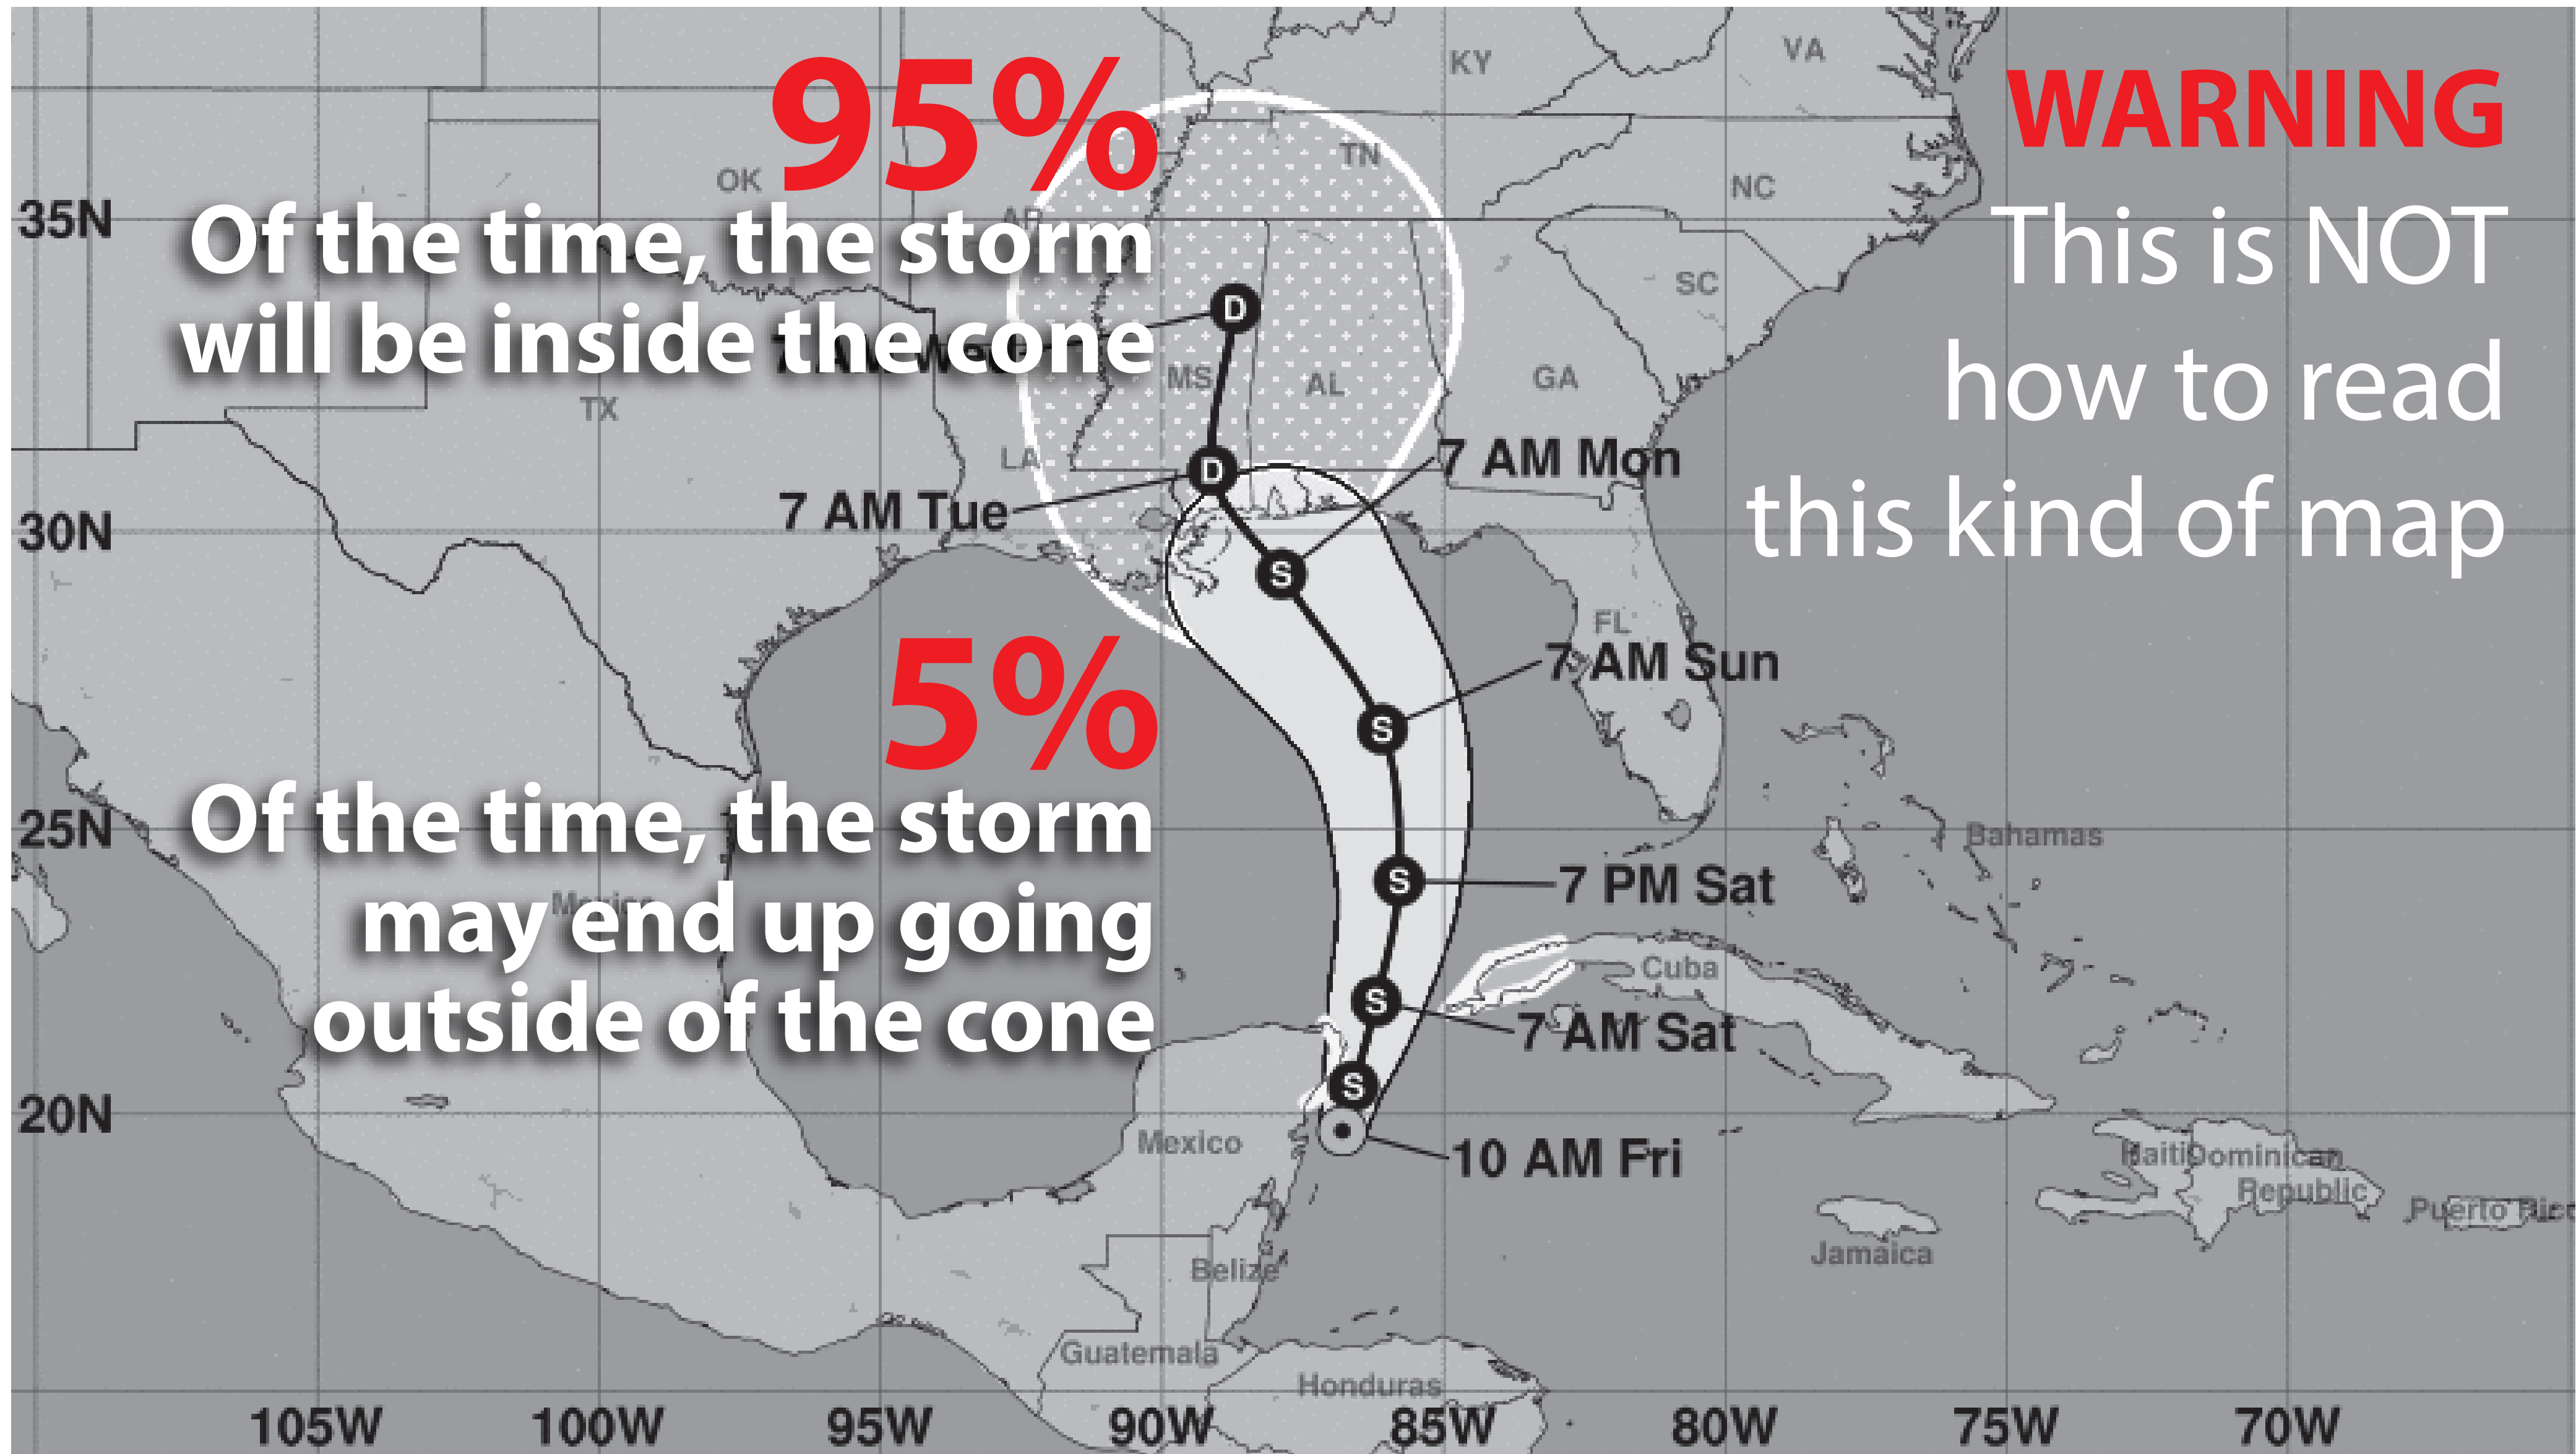 95%
Of the time, the storm
will be inside the cone
5%
Of the time, the storm
may end up going
outside of the cone
WARNING
This is NOT
how to read
this kind of map
KY
VA
TN
NC
OK
AR
SC
MS
AL
GA
TX
LA
FL
35N
30N
25N
20N
D
D
S
S
S
S
S
7 AM Mon
7 AM Tue
7 AM Sun
7 PM Sat
7 AM Sat
10 AM Fri
Bahamas
Mexico
Cuba
Mexico
Haiti
Dominican
Republic
Jamaica
Belize
Guatemala
Honduras
105W
100W
95W
90W
85W
80W
75W
70W